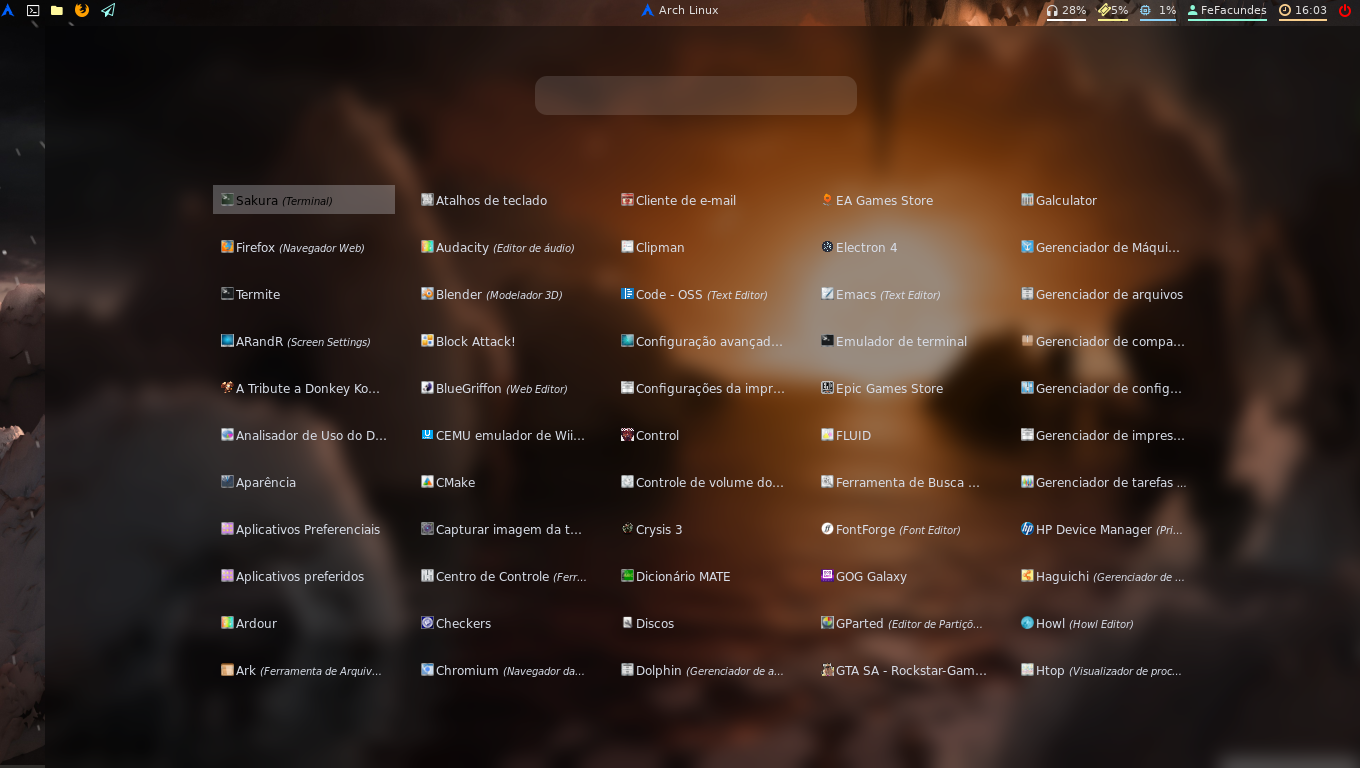 Arch Linux
28%
5%
1%
FeFacundes
16:03
Sakura (Terminal)
Atalhos de teclado
Cliente de e-mail
EA Games Store
Galculator
Firefox (Navegador Web)
Audacity (Editor de áudio)
Clipman
Electron 4
Gerenciador de Máqui...
Termite
Blender (Modelador 3D)
Code - OSS (Text Editor)
Emacs (Text Editor)
Gerenciador de arquivos
ARandR (Screen Settings)
Block Attack!
Configuração avançad...
Emulador de terminal
Gerenciador de compa...
A Tribute a Donkey Ko...
BlueGriffon (Web Editor)
Configurações da impr...
Epic Games Store
Gerenciador de config...
Analisador de Uso do D...
CEMU emulador de Wii...
Control
FLUID
Gerenciador de impres...
Aparência
CMake
Controle de volume do...
Ferramenta de Busca ...
Gerenciador de tarefas ...
Aplicativos Preferenciais
Capturar imagem da t...
Crysis 3
FontForge (Font Editor)
HP Device Manager (Pri...
Aplicativos preferidos
Centro de Controle (Ferr...
Dicionário MATE
GOG Galaxy
Haguichi (Gerenciador de ...
Ardour
Checkers
Discos
GParted (Editor de Partiçõ...
Howl (Howl Editor)
Ark (Ferramenta de Arquiv...
Chromium (Navegador da...
Dolphin (Gerenciador de a...
GTA SA - Rockstar-Gam...
Htop (Visualizador de proc...